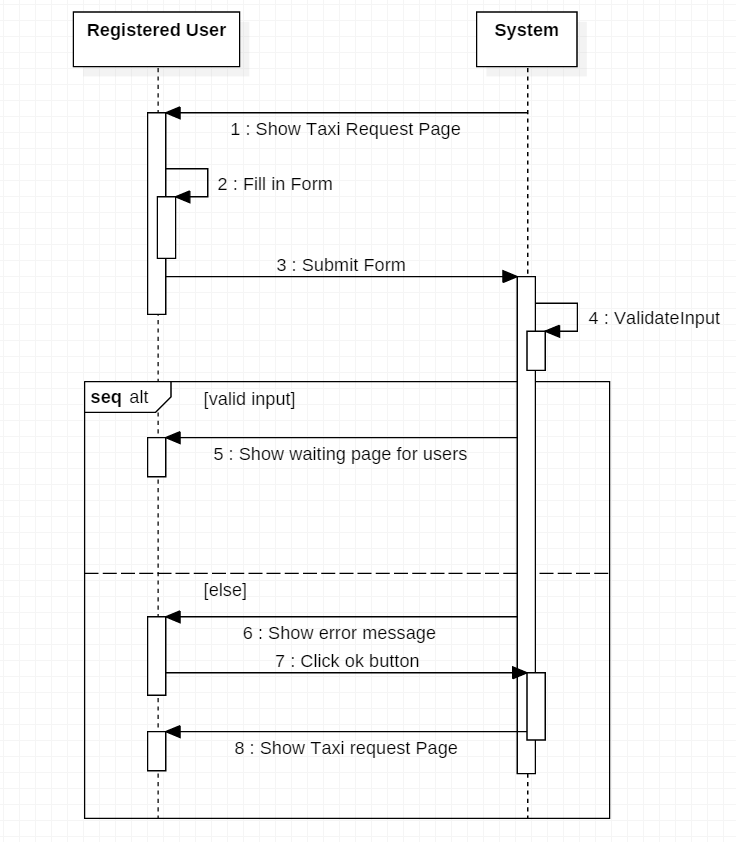 Registered User
System
1 : Show Taxi Request Page
2 : Fill in Form
3 : Submit Form
4 : ValidateInput
seq alt
[valid input]
5 : Show waiting page for users
[else]
6 : Show error message
7 : Click ok button
8 : Show Taxi request Page